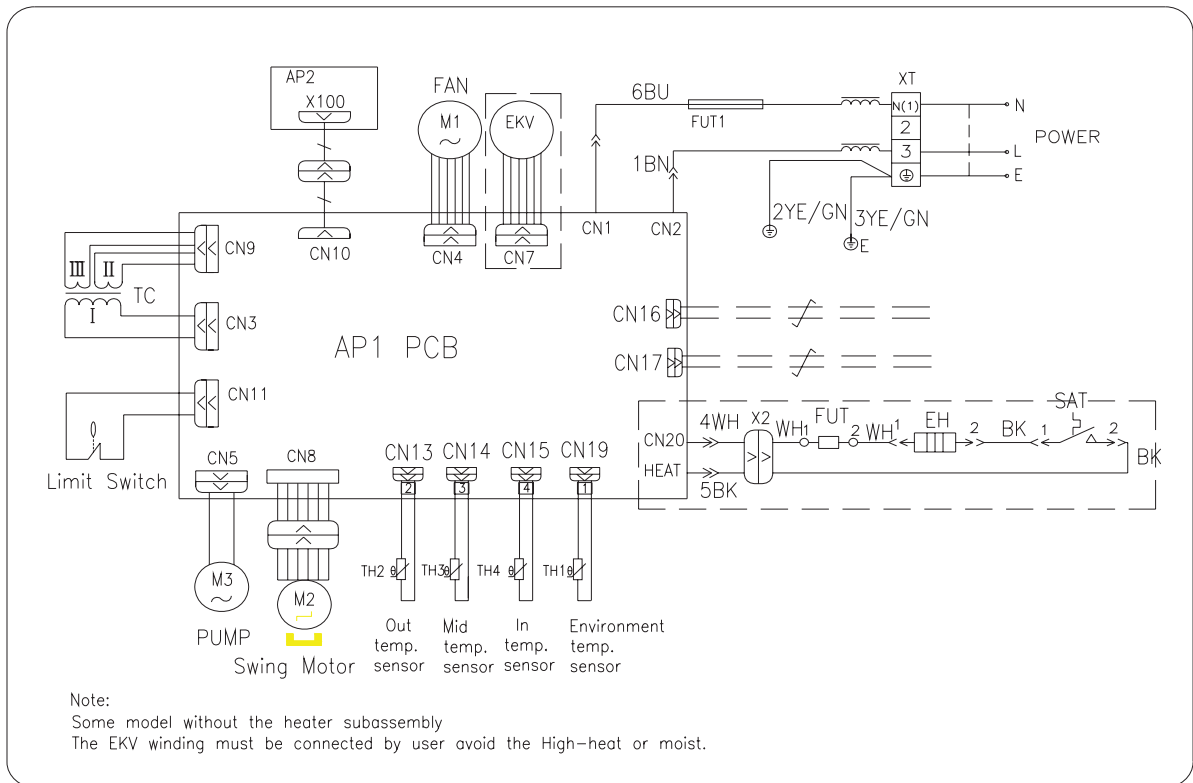 AP2
X100
FAN
M1
EKV
6BU
FUT1
XT
N(1)
2
3
N
L
E
POWER
1BN
2YE/GN
3YE/GN
E
CN1
CN2
CN9
CN10
CN4
CN7
III
II
TC
I
CN3
AP1 PCB
CN16
CN17
CN11
Limit Switch
CN5
CN8
CN13
CN14
CN15
CN19
2
3
4
1
CN20
4WH
X2
WH
1
FUT
2
WH
1
EH
2
BK
1
SAT
2
BK
HEAT
5BK
M3
PUMP
M2
Swing Motor
TH2
θ
TH3
θ
TH4
θ
TH1
θ
Out
temp.
sensor
Mid
temp.
sensor
In
temp.
sensor
Environment
temp.
sensor
Note:
Some model without the heater subassembly
The EKV winding must be connected by user avoid the High-heat or moist.